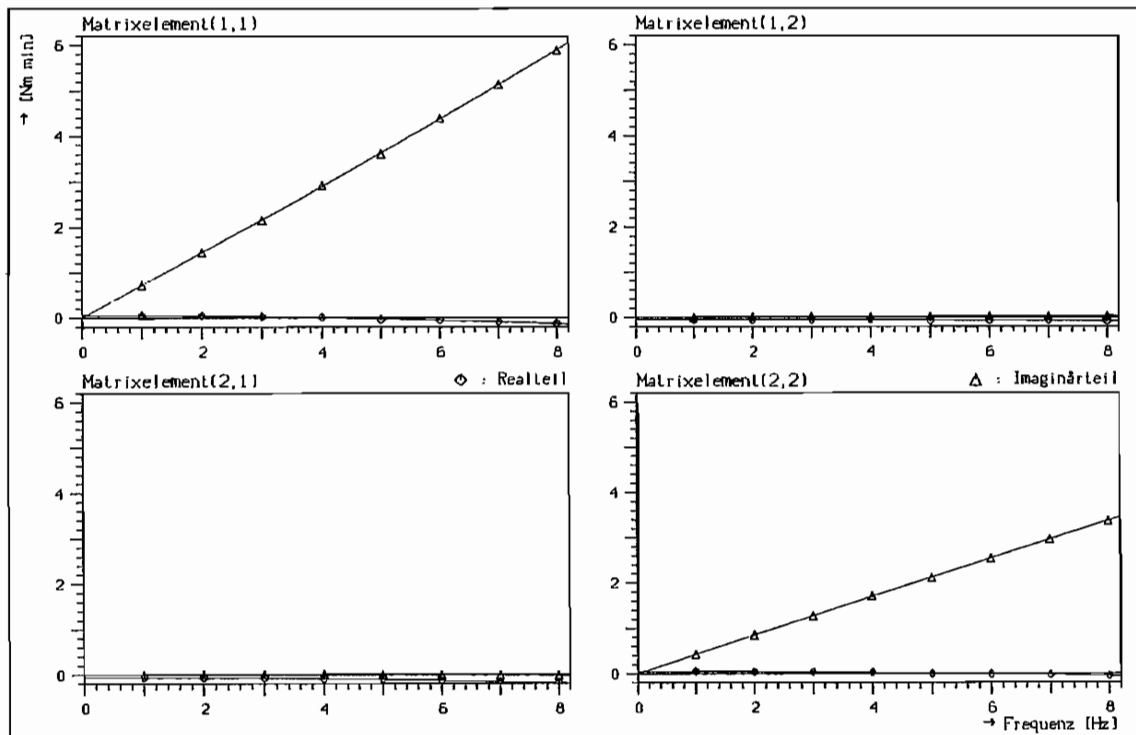 Matrixelement(1,1)
Matrixelement(1,2)
→ [Nm min]
6
4
2
0
0 2 4 6 8
6
4
2
0
0 2 4 6 8
Matrixelement(2,1)
◇ : Realteil
Matrixelement(2,2)
△ : Imaginärteil
6
4
2
0
0 2 4 6 8
6
4
2
0
0 2 4 6 8
→ Frequenz [Hz]